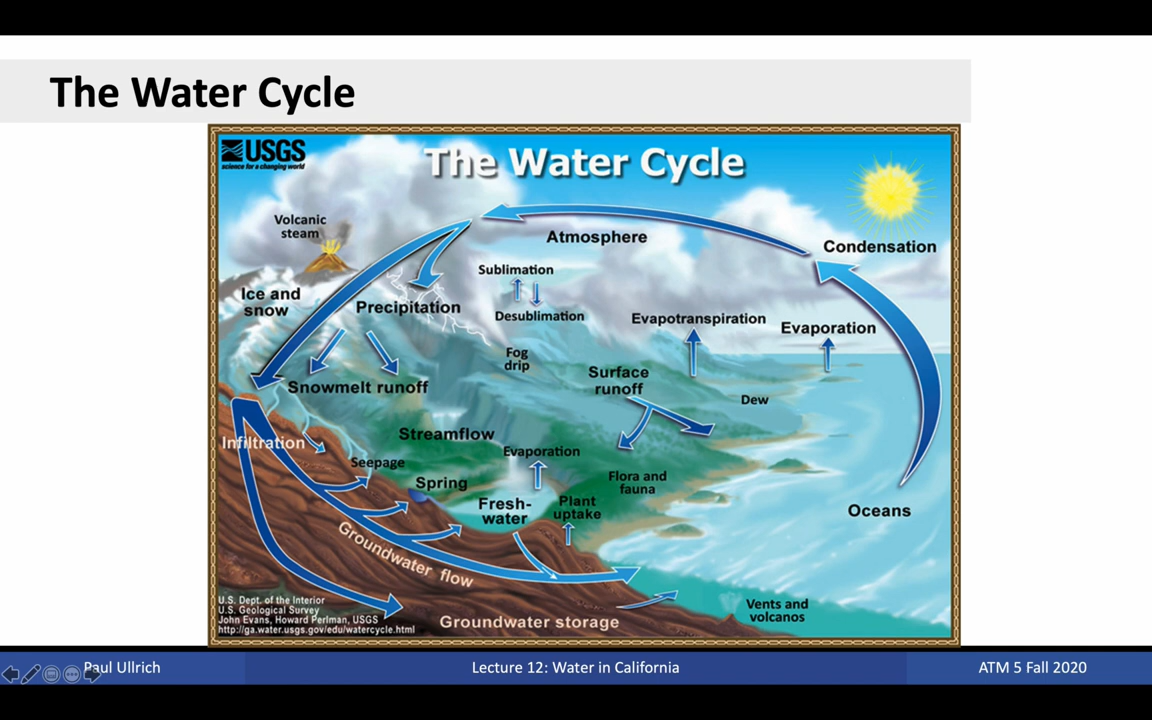 The Water Cycle
USGS
science for a changing world
The Water Cycle
Volcanic
steam
Atmosphere
Condensation
Sublimation
Ice and
snow
Precipitation
Desublimation
Evapotranspiration
Evaporation
Fog
drip
Surface
runoff
Snowmelt runoff
Dew
Streamflow
Infiltration
Evaporation
Seepage
Spring
Flora and
fauna
Fresh-
water
Plant
uptake
Oceans
Groundwater flow
U.S. Dept. of the Interior
U.S. Geological Survey
John Evans, Howard Perlman, USGS
http://ga.water.usgs.gov/edu/watercycle.html
Groundwater storage
Vents and
volcanos
Paul Ullrich
Lecture 12: Water in California
ATM 5 Fall 2020